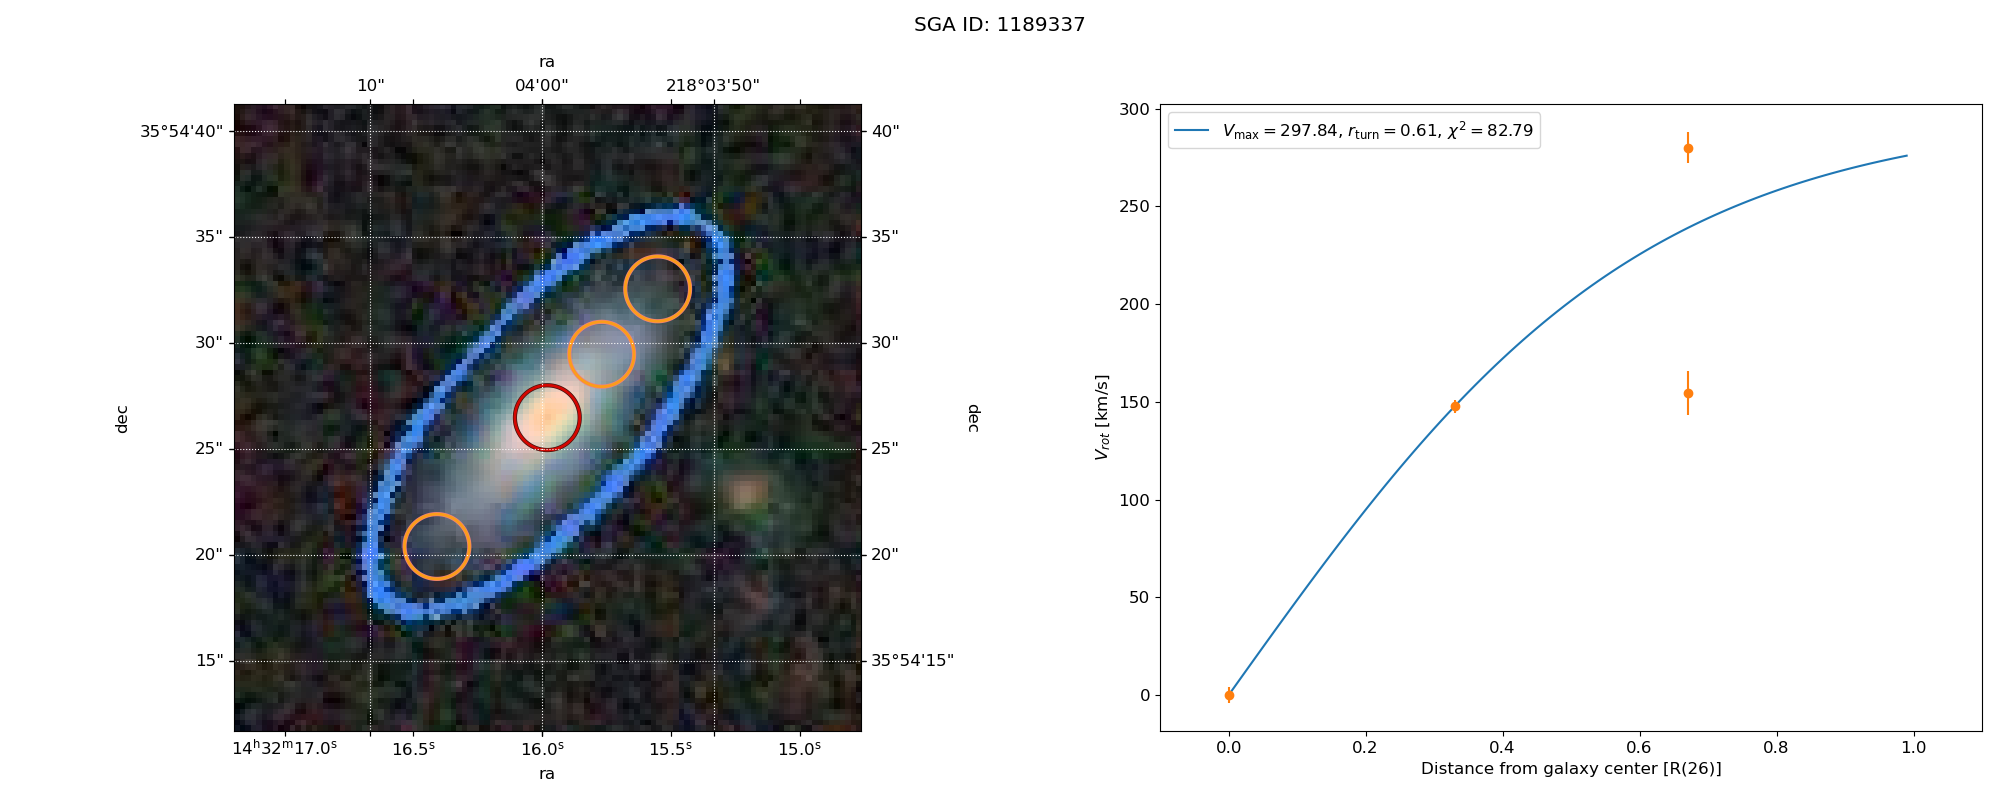 SGA ID: 1189337
ra
10" 04'00" 218°03'50"
35°54'40" 40"
35" 35"
30" 30"
25" 25"
20" 20"
15" 35°54'15"
dec
dec
14h32m17.0s 16.5s 16.0s 15.5s 15.0s
ra
Vmax = 297.84, rturn = 0.61, χ² = 82.79
300
250
200
150
100
50
0
Vrot [km/s]
0.0 0.2 0.4 0.6 0.8 1.0
Distance from galaxy center [R(26)]